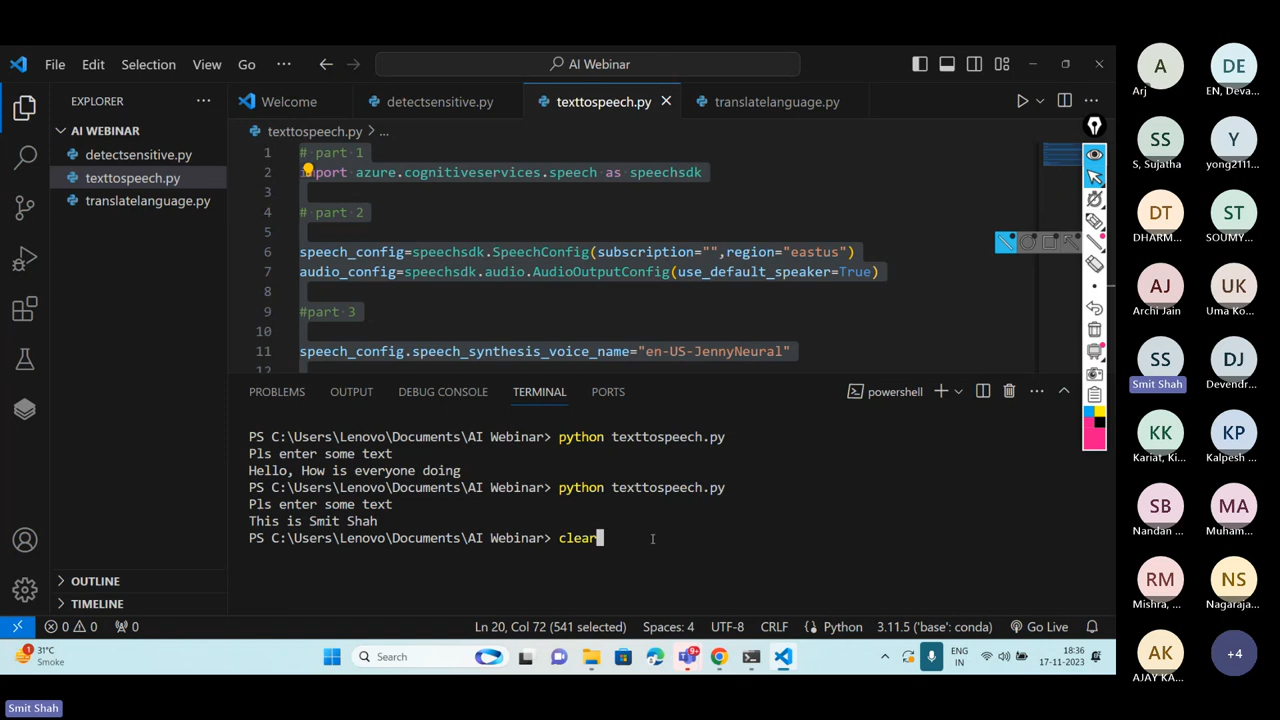 File Edit Selection View Go ··· AI Webinar
EXPLORER ···
Welcome detectsensitive.py texttospeech.py translatelanguage.py
AI WEBINAR
detectsensitive.py
texttospeech.py
translatelanguage.py
texttospeech.py > ...
1 # part 1
2 import azure.cognitiveservices.speech as speechsdk
3
4 # part 2
5
6 speech_config=speechsdk.SpeechConfig(subscription="",region="eastus")
7 audio_config=speechsdk.audio.AudioOutputConfig(use_default_speaker=True)
8
9 #part 3
10
11 speech_config.speech_synthesis_voice_name="en-US-JennyNeural"
12
PROBLEMS OUTPUT DEBUG CONSOLE TERMINAL PORTS powershell
PS C:\Users\Lenovo\Documents\AI Webinar> python texttospeech.py
Pls enter some text
Hello, How is everyone doing
PS C:\Users\Lenovo\Documents\AI Webinar> python texttospeech.py
Pls enter some text
This is Smit Shah
PS C:\Users\Lenovo\Documents\AI Webinar> clear
OUTLINE
TIMELINE
0 0 0 Ln 20, Col 72 (541 selected) Spaces: 4 UTF-8 CRLF Python 3.11.5 ('base': conda) Go Live
1 31°C
Smoke
Search
9+
ENG
IN
18:36
17-11-2023
Smit Shah
A DE
Arj EN, Deva...
SS Y
S, Sujatha yong2111...
DT ST
DHARM... SOUMY...
AJ UK
Archi Jain Uma Ko...
SS DJ
Smit Shah Devendr...
KK KP
Kariat, Ki... Kalpesh ...
SB MA
Nandan ... Muham...
RM NS
Mishra, ... Nagaraja...
AK +4
AJAY KA...